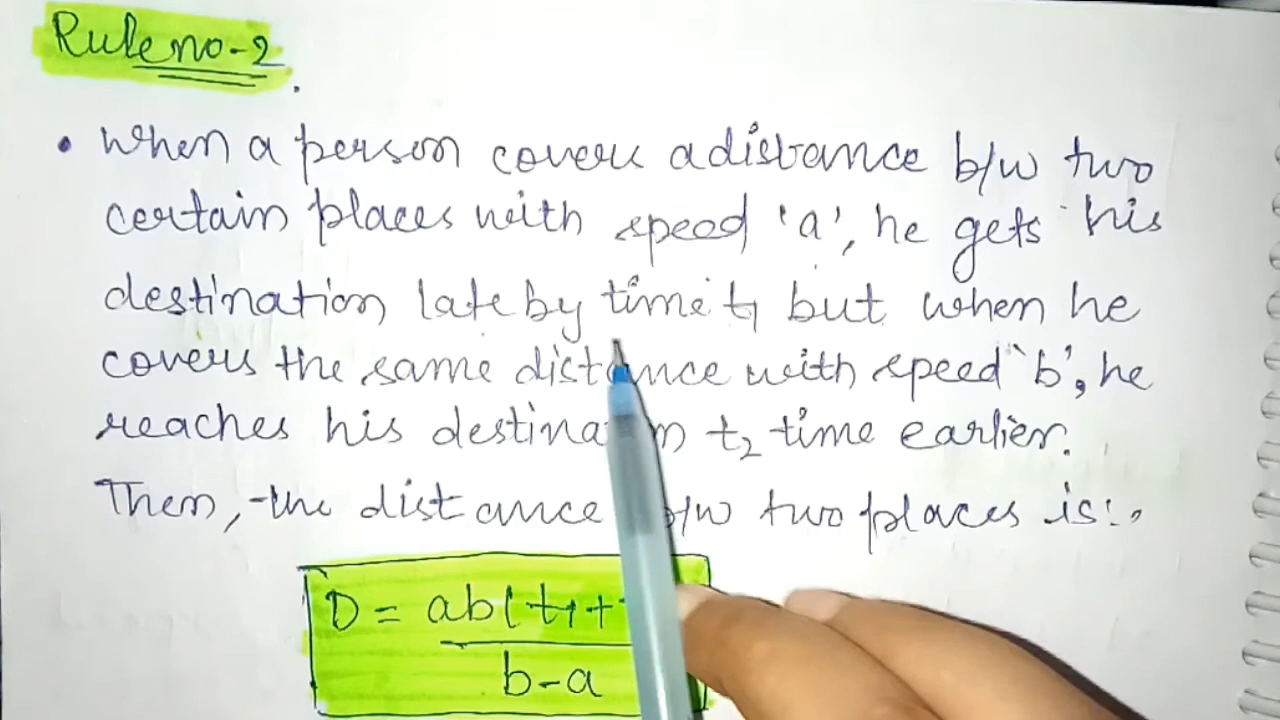 Rule no-2
• When a person covers a distance b/w two
certain places with speed 'a', he gets his
destination late by time t₁ but when he
covers the same distance with speed 'b', he
reaches his destination t₂ time earlier.
Then, the distance b/w two places is:
D = ab(t₁+
b-a